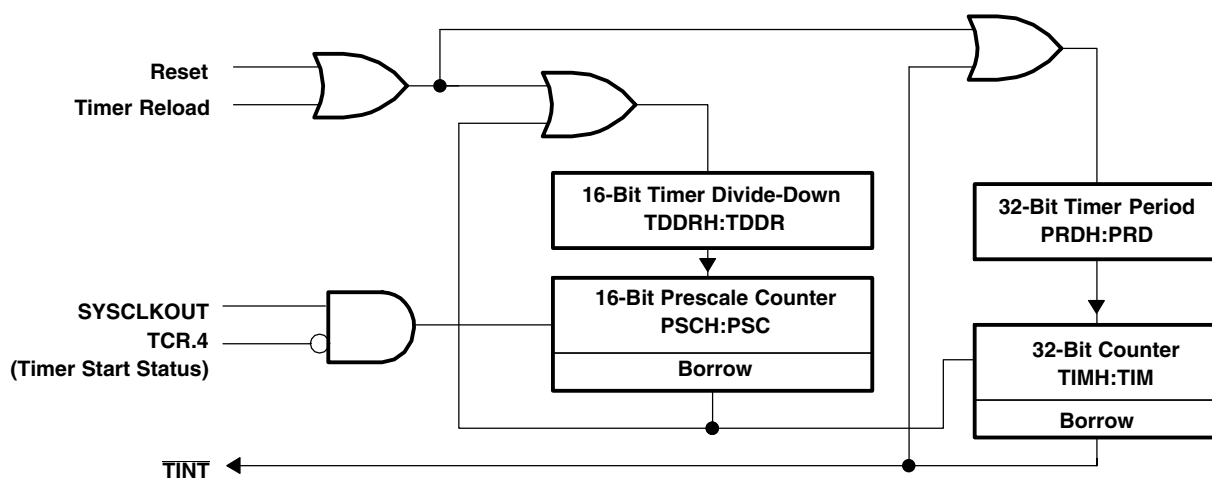 Reset
Timer Reload
16-Bit Timer Divide-Down
TDDRH:TDDR
32-Bit Timer Period
PRDH:PRD
SYSCLKOUT
TCR.4
(Timer Start Status)
16-Bit Prescale Counter
PSCH:PSC
Borrow
32-Bit Counter
TIMH:TIM
Borrow
TINT